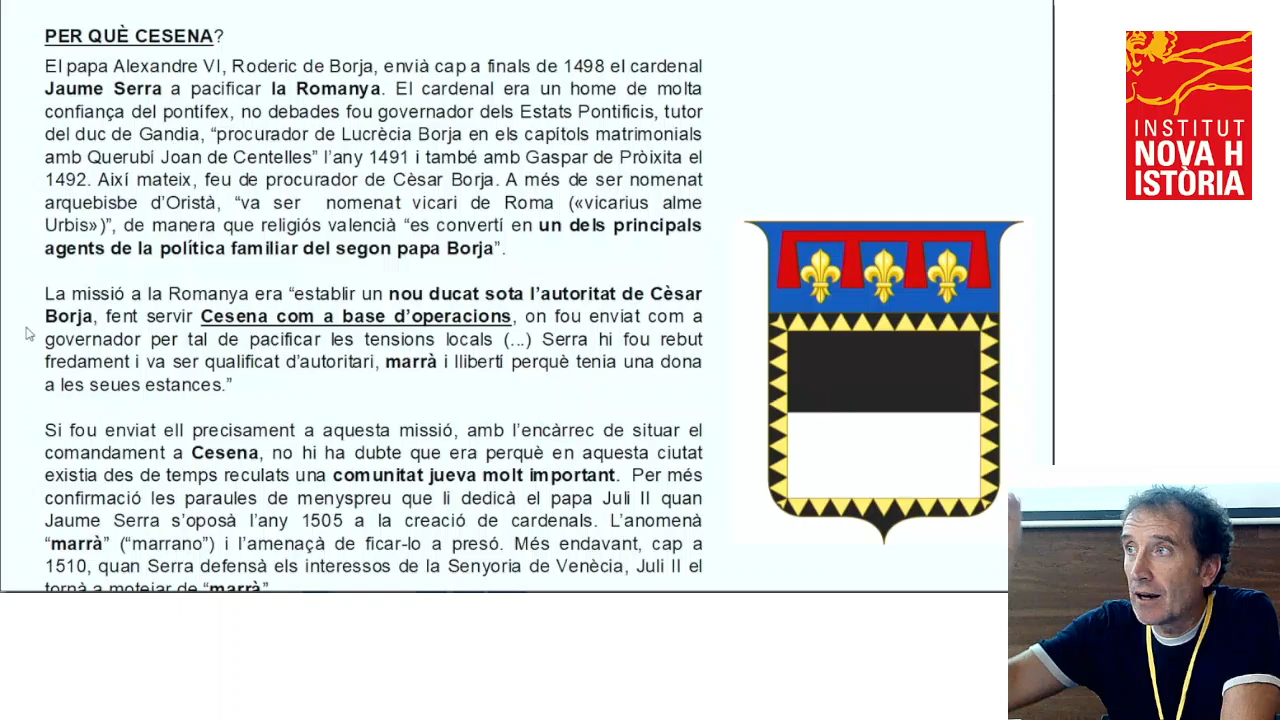 PER QUÈ CESENA?
El papa Alexandre VI, Roderic de Borja, envià cap a finals de 1498 el cardenal
Jaume Serra a pacificar la Romanya. El cardenal era un home de molta
confiança del pontífex, no debades fou governador dels Estats Pontificis, tutor
del duc de Gandia, “procurador de Lucrècia Borja en els capítols matrimonials
amb Querubí Joan de Centelles” l’any 1491 i també amb Gaspar de Pròixita el
1492. Així mateix, feu de procurador de Cèsar Borja. A més de ser nomenat
arquebisbe d’Oristà, “va ser nomenat vicari de Roma («vicarius alme
Urbis»)”, de manera que religiós valencià “es convertí en un dels principals
agents de la política familiar del segon papa Borja”.
La missió a la Romanya era “establir un nou ducat sota l’autoritat de Cèsar
Borja, fent servir Cesena com a base d’operacions, on fou enviat com a
governador per tal de pacificar les tensions locals (...) Serra hi fou rebut
fredament i va ser qualificat d’autoritari, marrà i llibertí perquè tenia una dona
a les seues estances.”
Si fou enviat ell precisament a aquesta missió, amb l’encàrrec de situar el
comandament a Cesena, no hi ha dubte que era perquè en aquesta ciutat
existia des de temps reculats una comunitat jueva molt important. Per més
confirmació les paraules de menyspreu que li dedicà el papa Juli II quan
Jaume Serra s’oposà l’any 1505 a la creació de cardenals. L’anomenà
“marrà” (“marrano”) i l’amenaçà de ficar-lo a presó. Més endavant, cap a
1510, quan Serra defensà els interessos de la Senyoria de Venècia, Juli II el
tornà a motejar de “marrà”
INSTITUT
NOVA H
ISTÒRIA